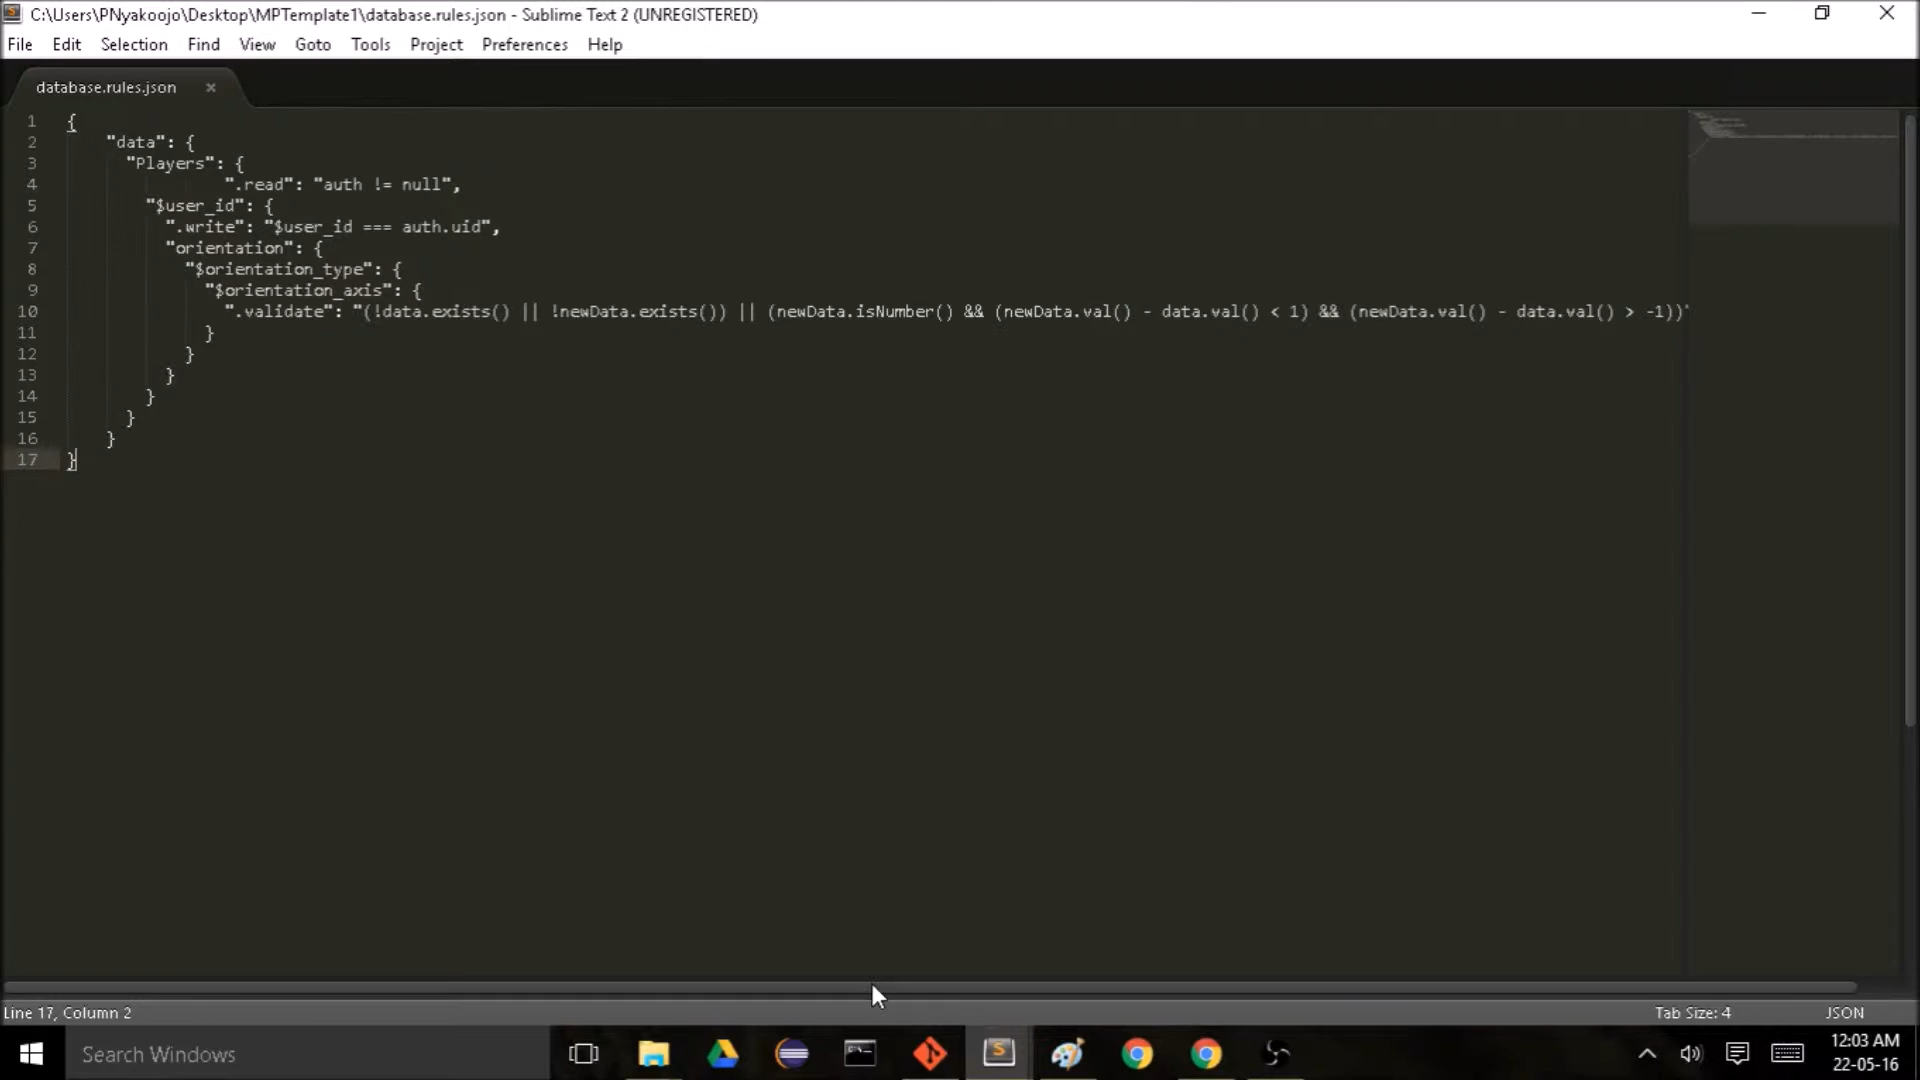 C:\Users\PNyakoojo\Desktop\MPTemplate1\database.rules.json - Sublime Text 2 (UNREGISTERED)
File Edit Selection Find View Goto Tools Project Preferences Help
database.rules.json ×
1 {
2 "data": {
3 "Players": {
4 ".read": "auth != null",
5 "$user_id": {
6 ".write": "$user_id === auth.uid",
7 "orientation": {
8 "$orientation_type": {
9 "$orientation_axis": {
10 ".validate": "(!data.exists() || !newData.exists()) || (newData.isNumber() && (newData.val() - data.val() < 1) && (newData.val() - data.val() > -1))"
11 }
12 }
13 }
14 }
15 }
16 }
17 }
Line 17, Column 2 Tab Size: 4 JSON
Search Windows
12:03 AM
22-05-16